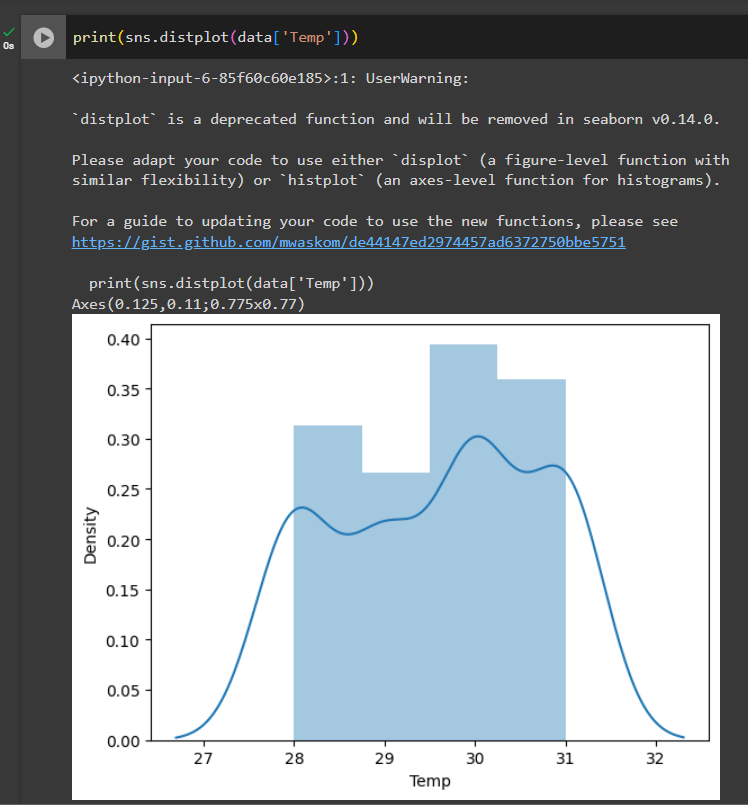 0s
print(sns.distplot(data['Temp']))
<ipython-input-6-85f60c60e185>:1: UserWarning:
`distplot` is a deprecated function and will be removed in seaborn v0.14.0.
Please adapt your code to use either `displot` (a figure-level function with
similar flexibility) or `histplot` (an axes-level function for histograms).
For a guide to updating your code to use the new functions, please see
https://gist.github.com/mwaskom/de44147ed2974457ad6372750bbe5751
print(sns.distplot(data['Temp']))
Axes(0.125,0.11;0.775x0.77)
0.40
0.35
0.30
0.25
0.20
0.15
0.10
0.05
0.00
Density
27 28 29 30 31 32
Temp